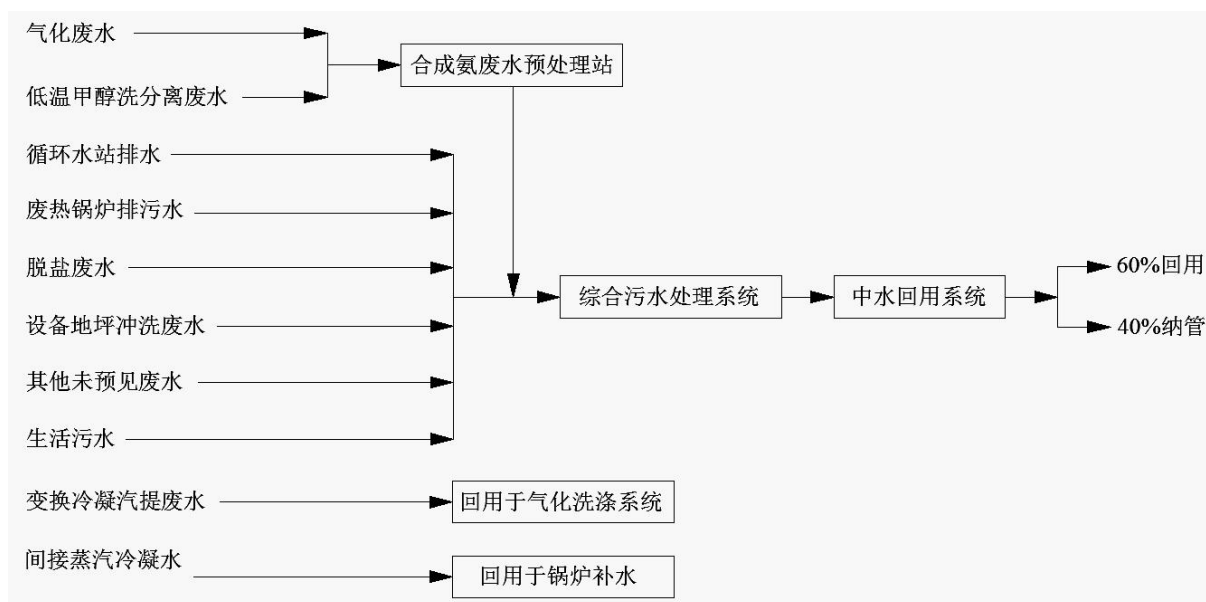 气化废水
合成氨废水预处理站
低温甲醇洗分离废水
循环水站排水
废热锅炉排污水
脱盐废水
综合污水处理系统
中水回用系统
60%回用
40%纳管
设备地坪冲洗废水
其他未预见废水
生活污水
变换冷凝汽提废水
回用于气化洗涤系统
间接蒸汽冷凝水
回用于锅炉补水